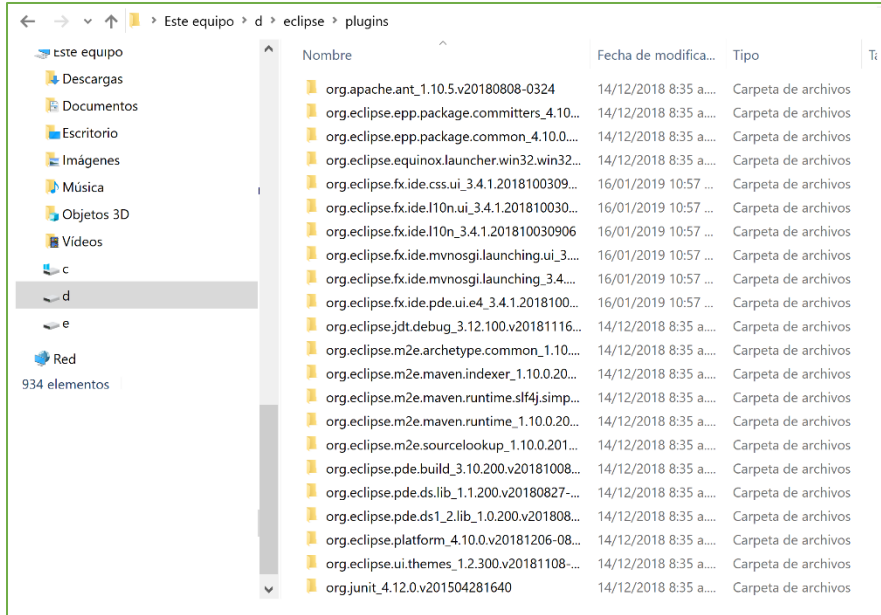 Este equipo > d > eclipse > plugins
Este equipo
Descargas
Documentos
Escritorio
Imágenes
Música
Objetos 3D
Vídeos
c
d
e
Red
934 elementos
Nombre Fecha de modifica... Tipo
org.apache.ant_1.10.5.v20180808-0324 14/12/2018 8:35 a.... Carpeta de archivos
org.eclipse.epp.package.committers_4.10... 14/12/2018 8:35 a.... Carpeta de archivos
org.eclipse.epp.package.common_4.10.0.... 14/12/2018 8:35 a.... Carpeta de archivos
org.eclipse.equinox.launcher.win32.win32... 14/12/2018 8:35 a.... Carpeta de archivos
org.eclipse.fx.ide.css.ui_3.4.1.2018100309... 16/01/2019 10:57 ... Carpeta de archivos
org.eclipse.fx.ide.l10n.ui_3.4.1.201810030... 16/01/2019 10:57 ... Carpeta de archivos
org.eclipse.fx.ide.l10n_3.4.1.201810030906 16/01/2019 10:57 ... Carpeta de archivos
org.eclipse.fx.ide.mvnosgi.launching.ui_3.... 16/01/2019 10:57 ... Carpeta de archivos
org.eclipse.fx.ide.mvnosgi.launching_3.4.... 16/01/2019 10:57 ... Carpeta de archivos
org.eclipse.fx.ide.pde.ui.e4_3.4.1.2018100... 16/01/2019 10:57 ... Carpeta de archivos
org.eclipse.jdt.debug_3.12.100.v20181116... 14/12/2018 8:35 a.... Carpeta de archivos
org.eclipse.m2e.archetype.common_1.10.... 14/12/2018 8:35 a.... Carpeta de archivos
org.eclipse.m2e.maven.indexer_1.10.0.20... 14/12/2018 8:35 a.... Carpeta de archivos
org.eclipse.m2e.maven.runtime.slf4j.simp... 14/12/2018 8:35 a.... Carpeta de archivos
org.eclipse.m2e.maven.runtime_1.10.0.20... 14/12/2018 8:35 a.... Carpeta de archivos
org.eclipse.m2e.sourcelookup_1.10.0.201... 14/12/2018 8:35 a.... Carpeta de archivos
org.eclipse.pde.build_3.10.200.v20181008... 14/12/2018 8:35 a.... Carpeta de archivos
org.eclipse.pde.ds.lib_1.1.200.v20180827-... 14/12/2018 8:35 a.... Carpeta de archivos
org.eclipse.pde.ds1_2.lib_1.0.200.v201808... 14/12/2018 8:35 a.... Carpeta de archivos
org.eclipse.platform_4.10.0.v20181206-08... 14/12/2018 8:35 a.... Carpeta de archivos
org.eclipse.ui.themes_1.2.300.v20181108-... 14/12/2018 8:35 a.... Carpeta de archivos
org.junit_4.12.0.v201504281640 14/12/2018 8:35 a.... Carpeta de archivos